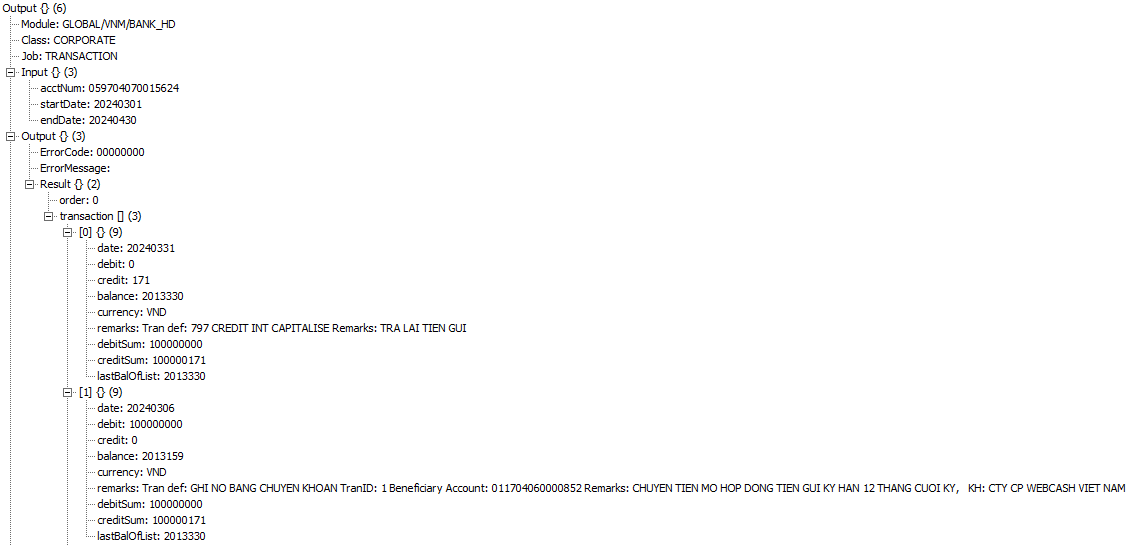 Output {} (6)
Module: GLOBAL/VNM/BANK_HD
Class: CORPORATE
Job: TRANSACTION
Input {} (3)
acctNum: 059704070015624
startDate: 20240301
endDate: 20240430
Output {} (3)
ErrorCode: 00000000
ErrorMessage:
Result {} (2)
order: 0
transaction [] (3)
[0] {} (9)
date: 20240331
debit: 0
credit: 171
balance: 2013330
currency: VND
remarks: Tran def: 797 CREDIT INT CAPITALISE Remarks: TRA LAI TIEN GUI
debitSum: 100000000
creditSum: 100000171
lastBalOfList: 2013330
[1] {} (9)
date: 20240306
debit: 100000000
credit: 0
balance: 2013159
currency: VND
remarks: Tran def: GHI NO BANG CHUYEN KHOAN TranID: 1 Beneficiary Account: 011704060000852 Remarks: CHUYEN TIEN MO HOP DONG TIEN GUI KY HAN 12 THANG CUOI KY, KH: CTY CP WEBCASH VIET NAM
debitSum: 100000000
creditSum: 100000171
lastBalOfList: 2013330